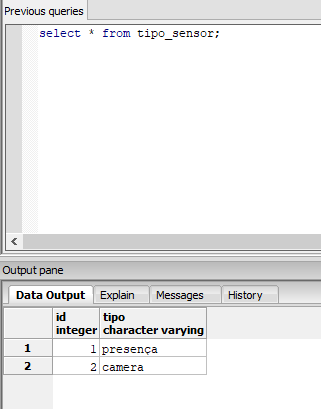 Previous queries
select * from tipo_sensor;
Output pane
Data Output Explain Messages History
id tipo
integer character varying
1 1 presença
2 2 camera